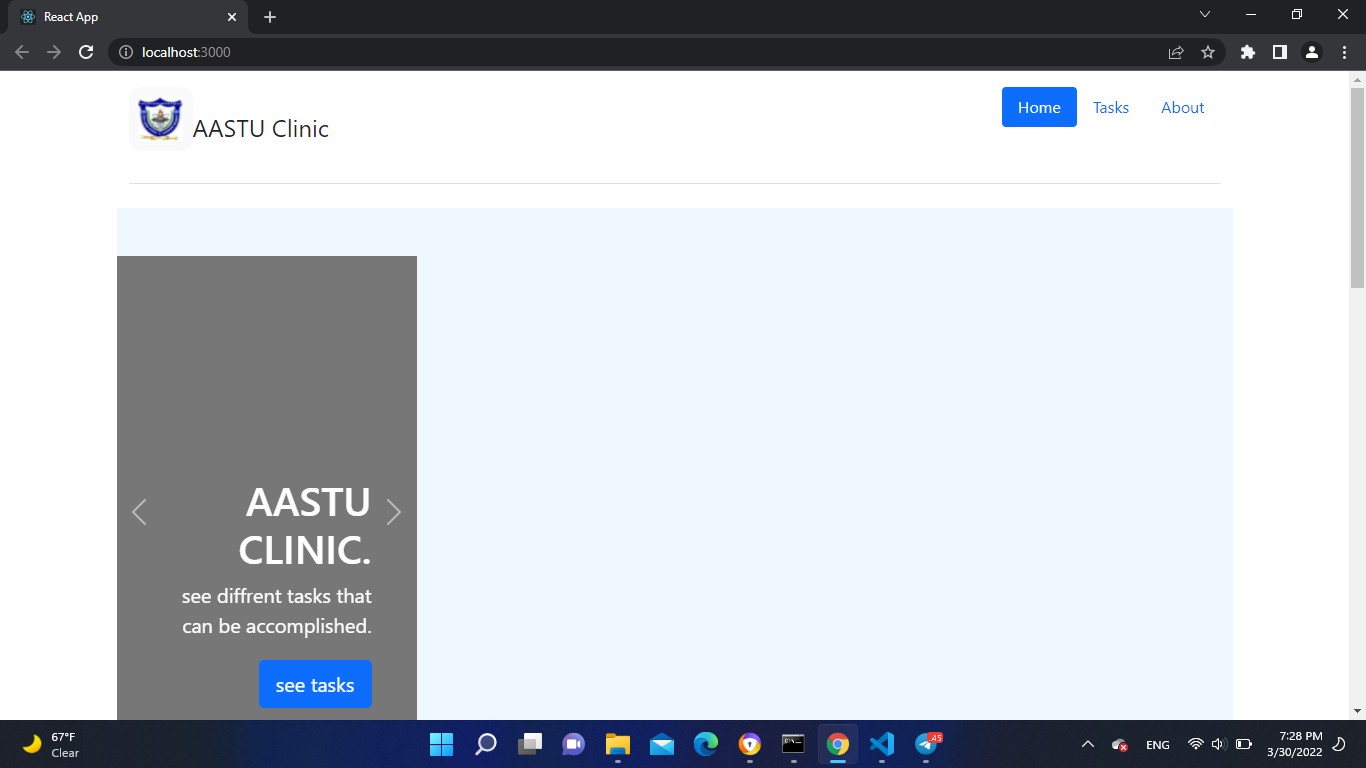 React App
localhost:3000
AASTU Clinic
Home
Tasks
About
AASTU
CLINIC.
see diffrent tasks that
can be accomplished.
see tasks
67°F
Clear
45
ENG
7:28 PM
3/30/2022